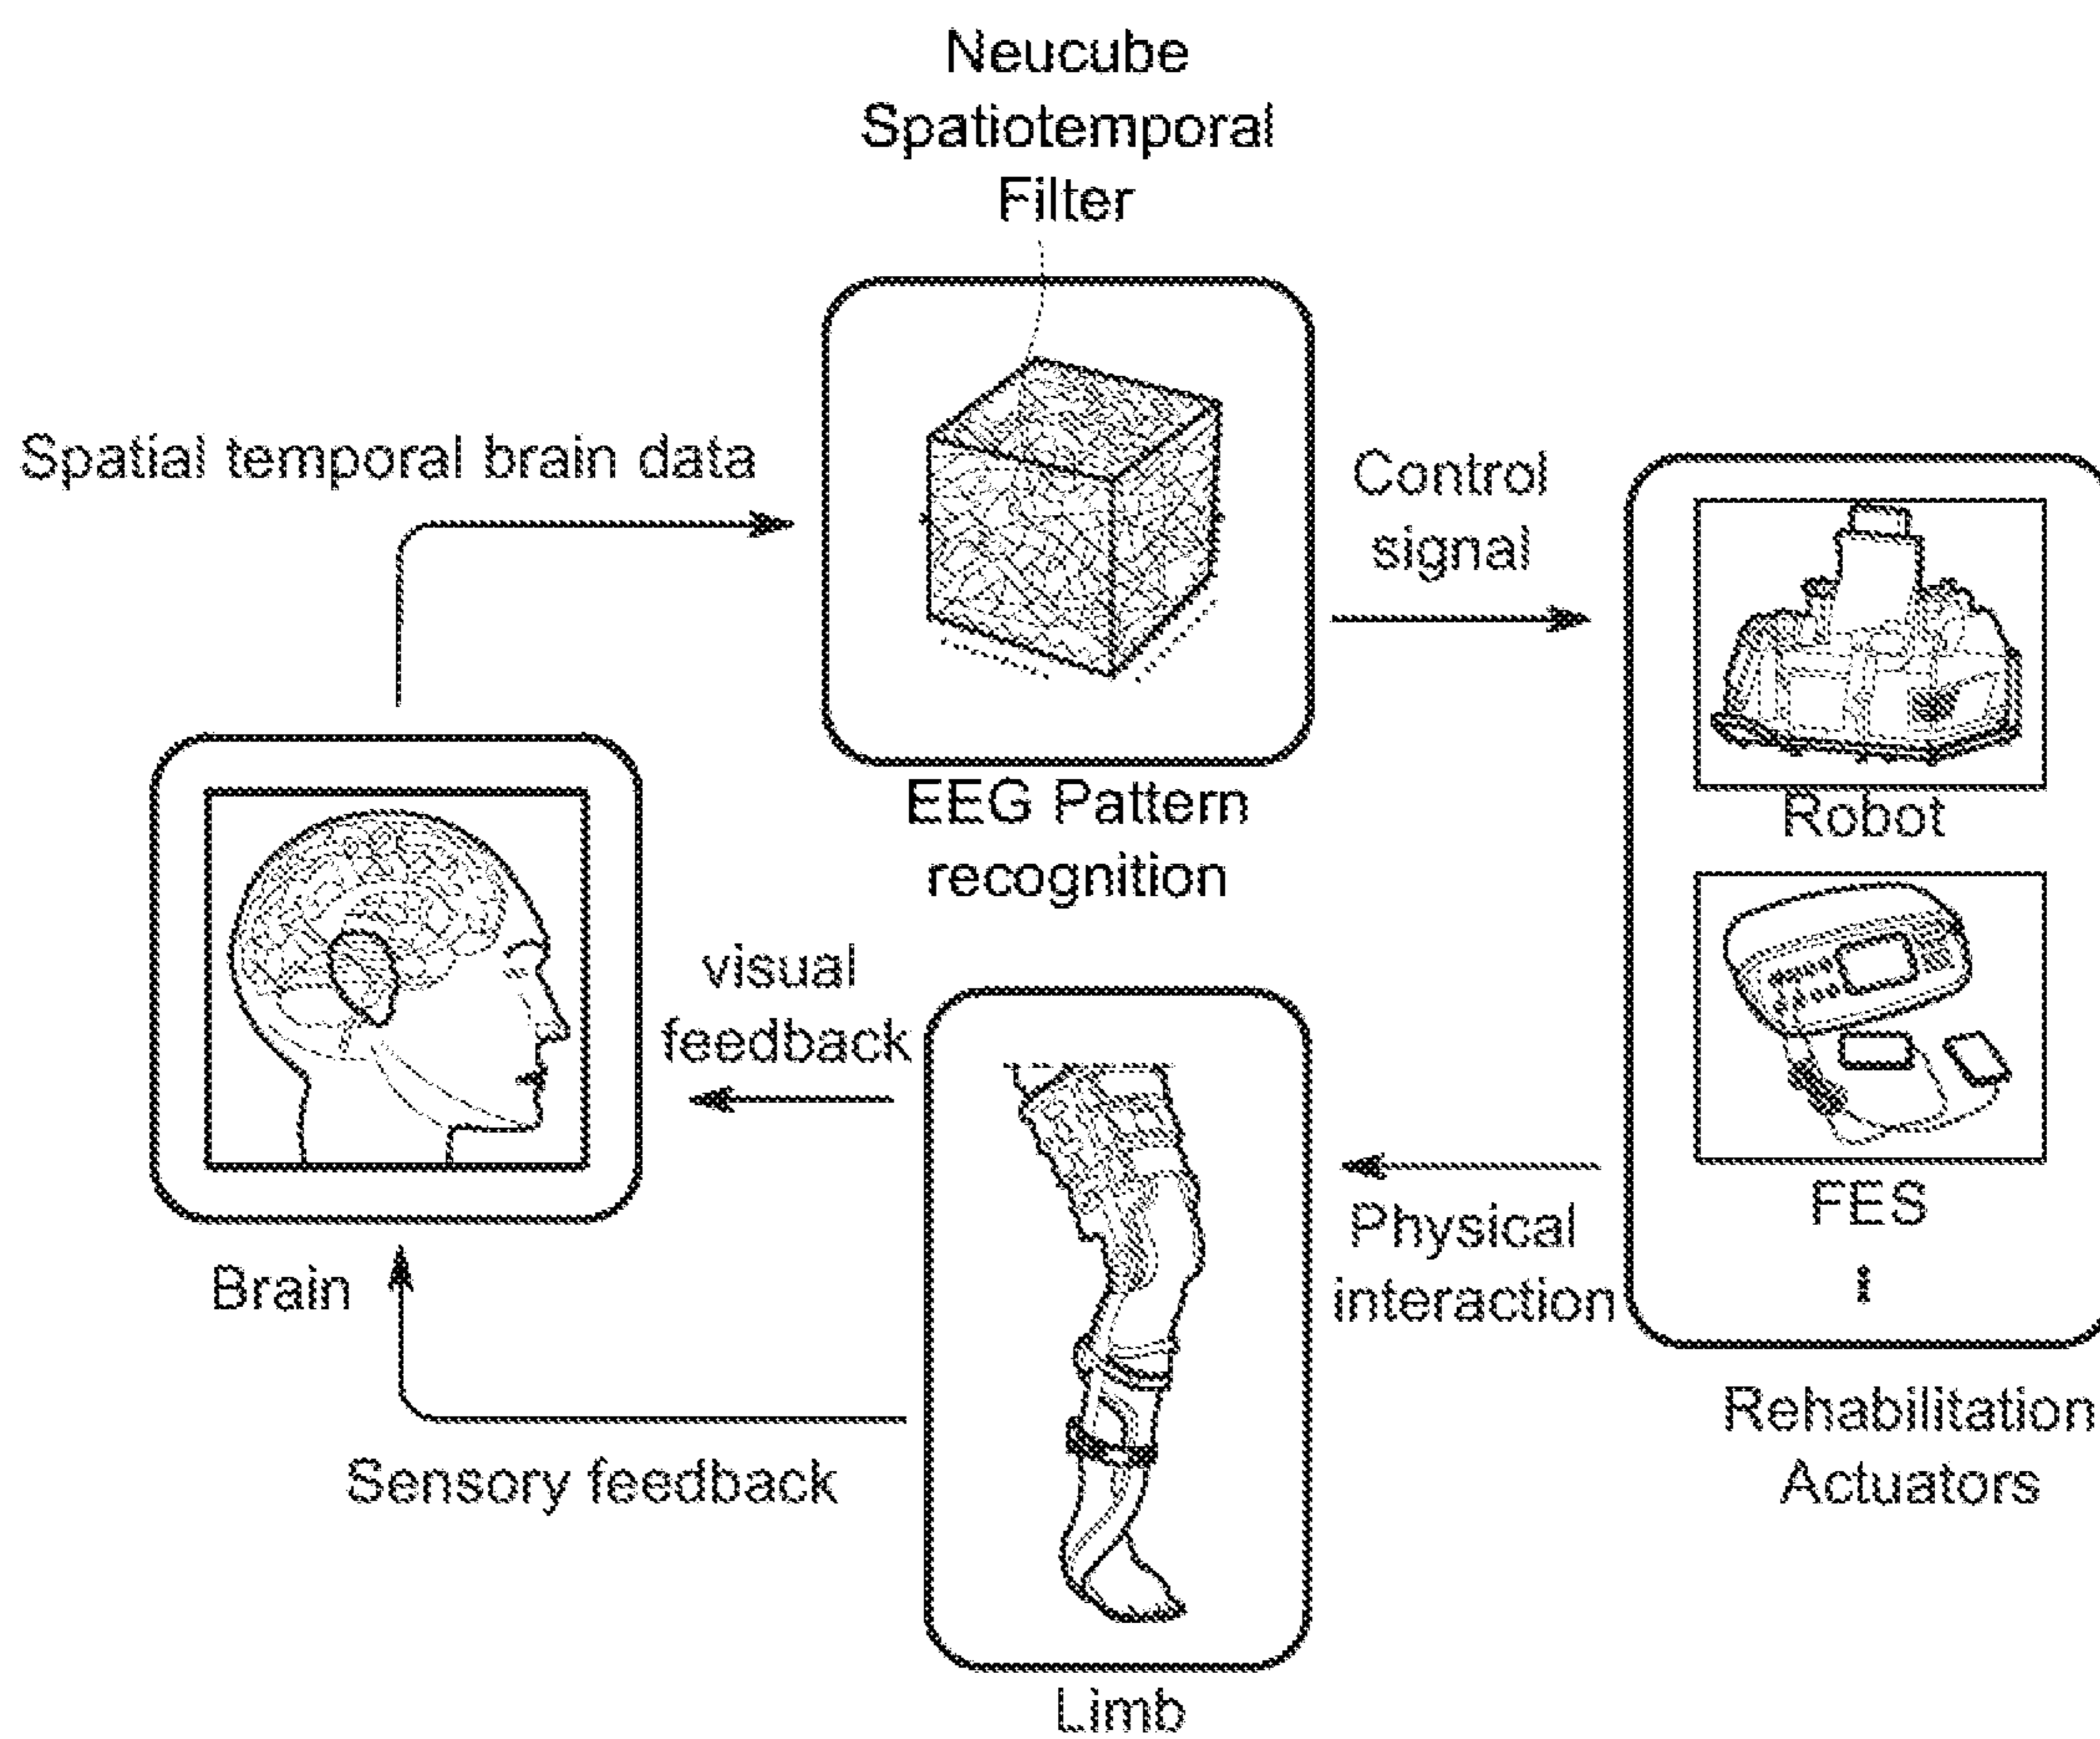 Neucube
Spatiotemporal
Filter
Spatial temporal brain data
Control
signal
Robot
EEG Pattern
recognition
visual
feedback
FES
Physical
interaction
Brain
Rehabilitation
Actuators
Sensory feedback
Limb